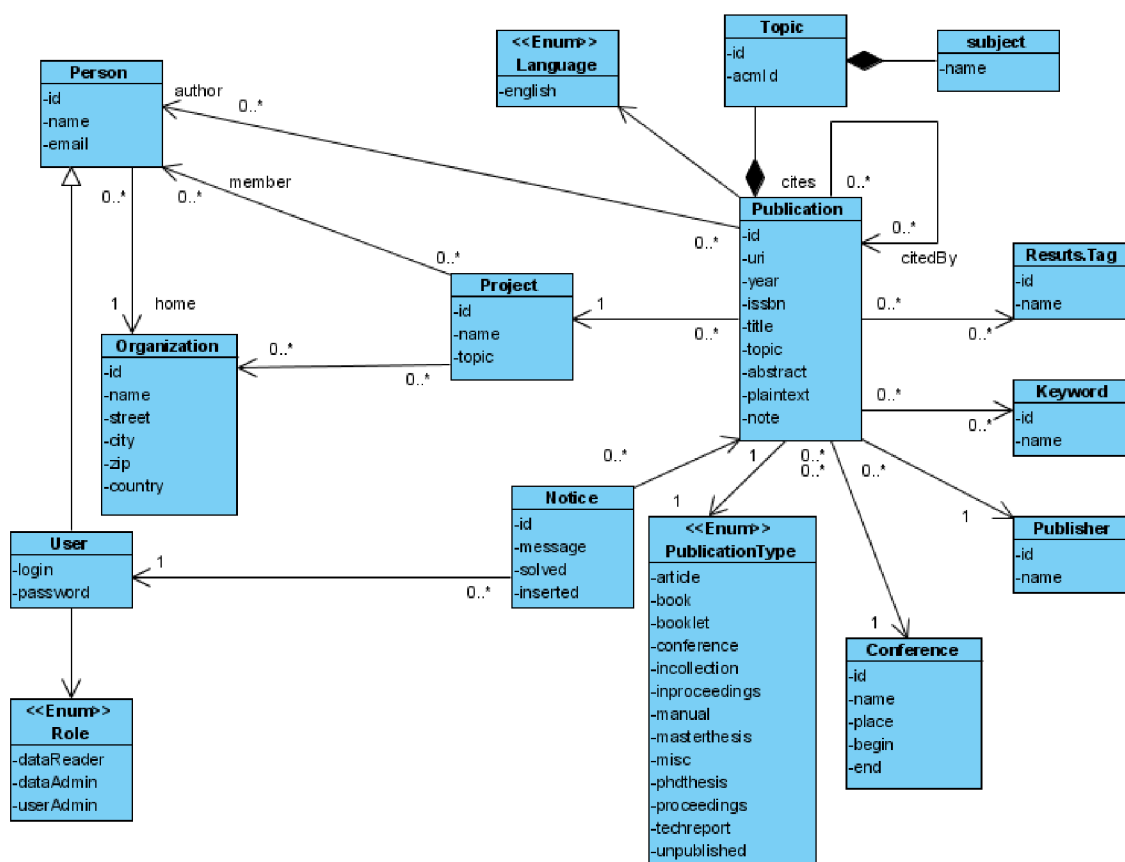 Topic
-id
-acmId
subject
-name
<<Enum>>
Language
-english
Person
-id
-name
-email
author
0..*
member
0..*
0..*
cites
0..*
0..*
citedBy
Publication
-id
-uri
-year
-issbn
-title
-topic
-abstract
-plaintext
-note
0..*
Resuts.Tag
-id
-name
0..*
0..*
0..*
Project
-id
-name
-topic
1
0..*
1
home
Organization
-id
-name
-street
-city
-zip
-country
0..*
0..*
Keyword
-id
-name
0..*
0..*
Notice
-id
-message
-solved
-inserted
0..*
1
0..*
0..*
0..*
1
1
Publisher
-id
-name
User
-login
-password
1
0..*
<<Enum>>
PublicationType
-article
-book
-booklet
-conference
-incollection
-inproceedings
-manual
-masterthesis
-misc
-phdthesis
-proceedings
-techreport
-unpublished
1
Conference
-id
-name
-place
-begin
-end
<<Enum>>
Role
-dataReader
-dataAdmin
-userAdmin